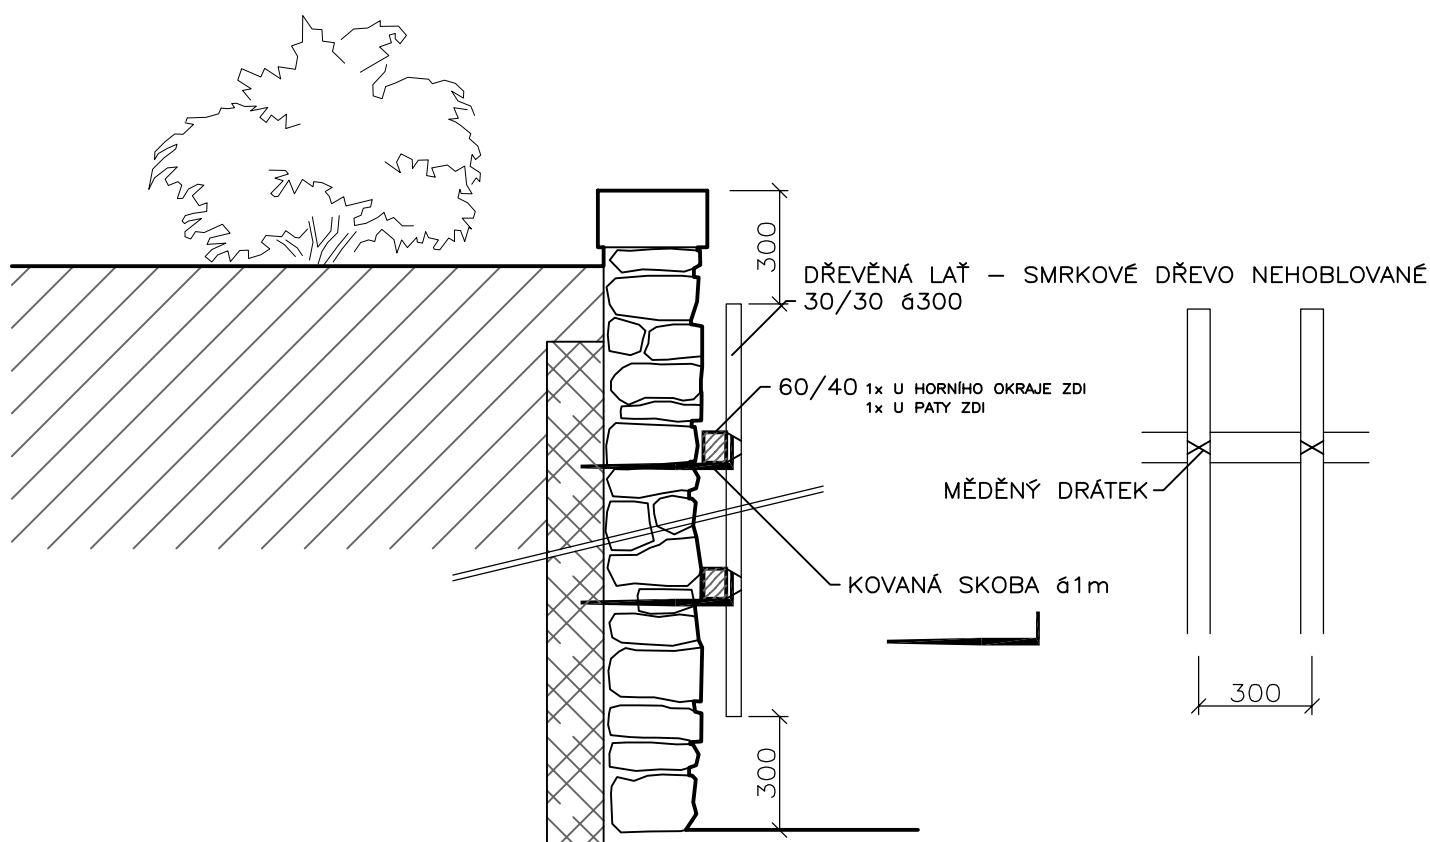 300
DŘEVĚNÁ LAŤ – SMRKOVÉ DŘEVO NEHOBLOVANÉ
30/30 á300
60/40 1x U HORNÍHO OKRAJE ZDI
1x U PATY ZDI
MĚDĚNÝ DRÁTEK
KOVANÁ SKOBA á1m
300
300